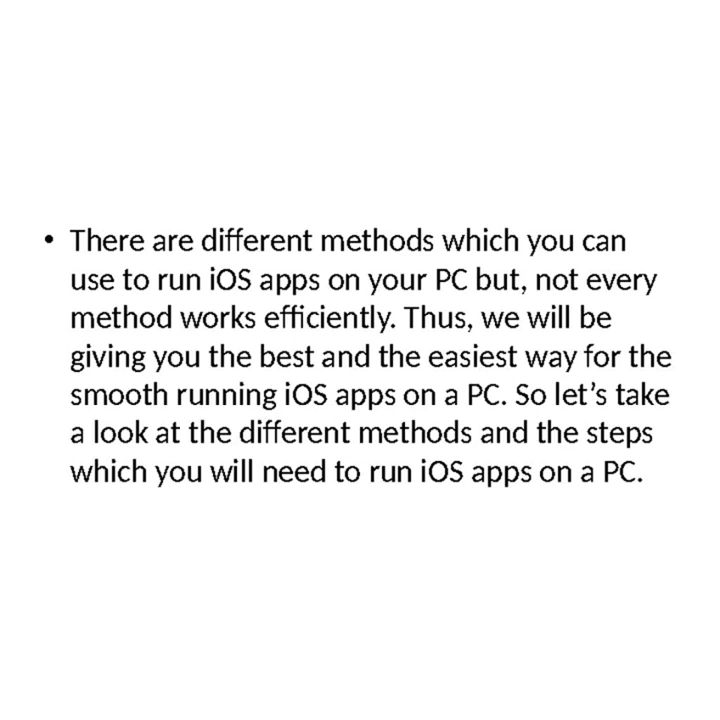 • There are different methods which you can
use to run iOS apps on your PC but, not every
method works efficiently. Thus, we will be
giving you the best and the easiest way for the
smooth running iOS apps on a PC. So let’s take
a look at the different methods and the steps
which you will need to run iOS apps on a PC.